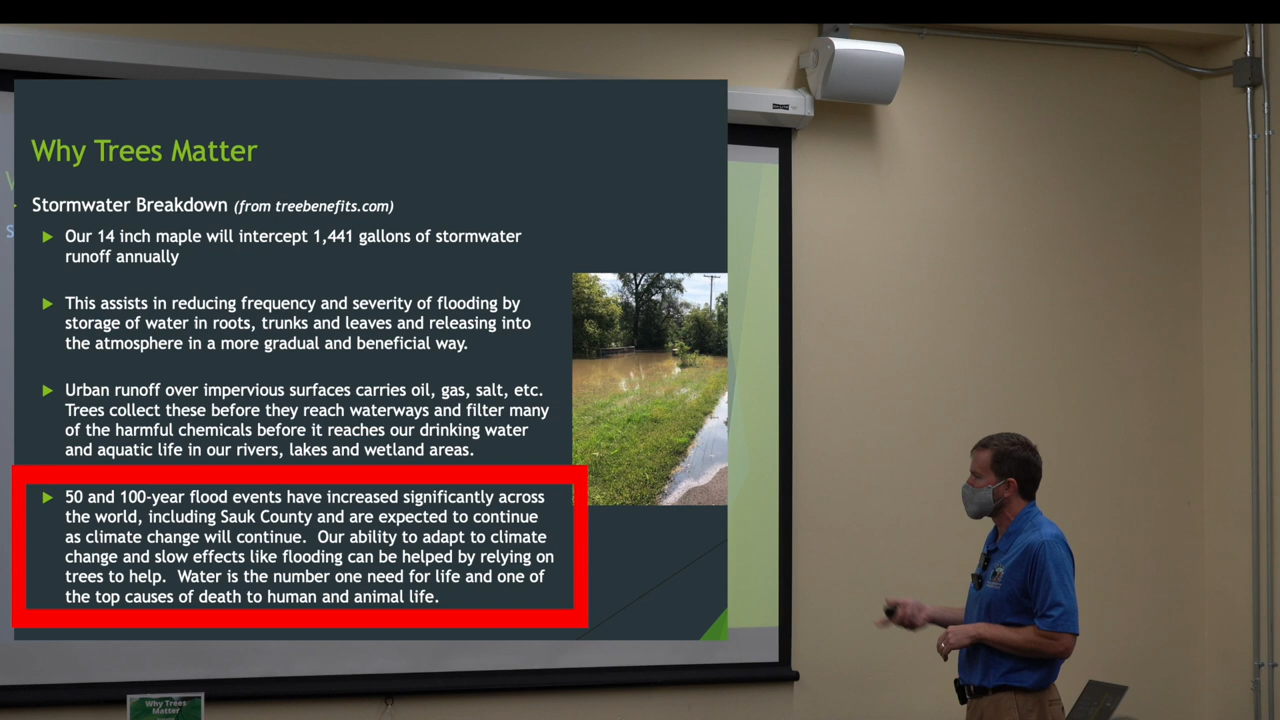 Why Trees Matter
Stormwater Breakdown (from treebenefits.com)
Our 14 inch maple will intercept 1,441 gallons of stormwater
runoff annually
This assists in reducing frequency and severity of flooding by
storage of water in roots, trunks and leaves and releasing into
the atmosphere in a more gradual and beneficial way.
Urban runoff over impervious surfaces carries oil, gas, salt, etc.
Trees collect these before they reach waterways and filter many
of the harmful chemicals before it reaches our drinking water
and aquatic life in our rivers, lakes and wetland areas.
50 and 100-year flood events have increased significantly across
the world, including Sauk County and are expected to continue
as climate change will continue.  Our ability to adapt to climate
change and slow effects like flooding can be helped by relying on
trees to help.  Water is the number one need for life and one of
the top causes of death to human and animal life.
Why Trees
Matter